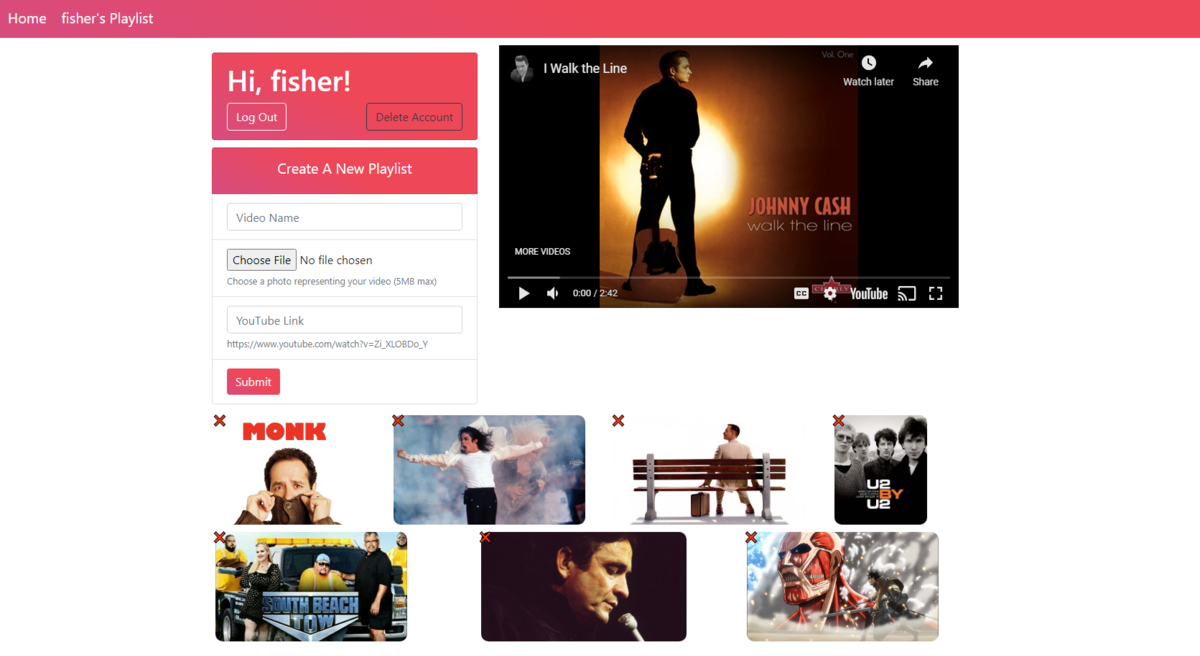 Home fisher's Playlist
Hi, fisher!
Log Out Delete Account
Create A New Playlist
Video Name
Choose File No file chosen
Choose a photo representing your video (5MB max)
YouTube Link
https://www.youtube.com/watch?v=Zi_XLOBDo_Y
Submit
I Walk the Line
Vol. One
Watch later Share
JOHNNY CASH
walk the line
MORE VIDEOS
0:00 / 2:42
CC
YouTube
MONK
U2
BY
U2
SOUTH BEACH
TOW